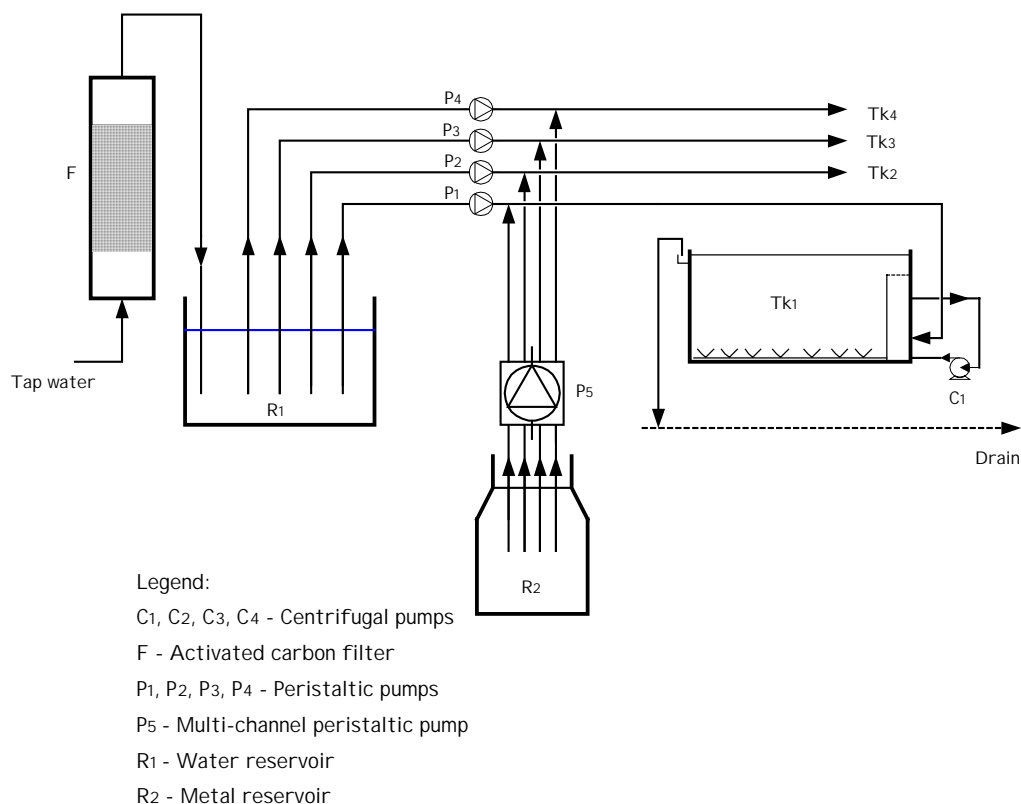 P4
Tk4
P3
Tk3
F
P2
Tk2
P1
Tk1
Tap water
R1
P5
C1
Drain
R2
Legend:
C1, C2, C3, C4 - Centrifugal pumps
F - Activated carbon filter
P1, P2, P3, P4 - Peristaltic pumps
P5 - Multi-channel peristaltic pump
R1 - Water reservoir
R2 - Metal reservoir